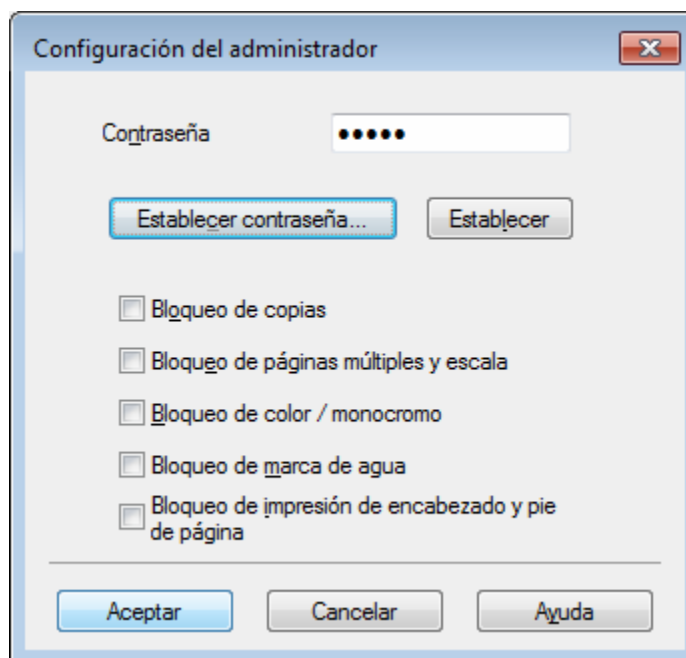 Configuración del administrador
Contraseña •••••
Establecer contraseña... Establecer
Bloqueo de copias
Bloqueo de páginas múltiples y escala
Bloqueo de color / monocromo
Bloqueo de marca de agua
Bloqueo de impresión de encabezado y pie
de página
Aceptar Cancelar Ayuda